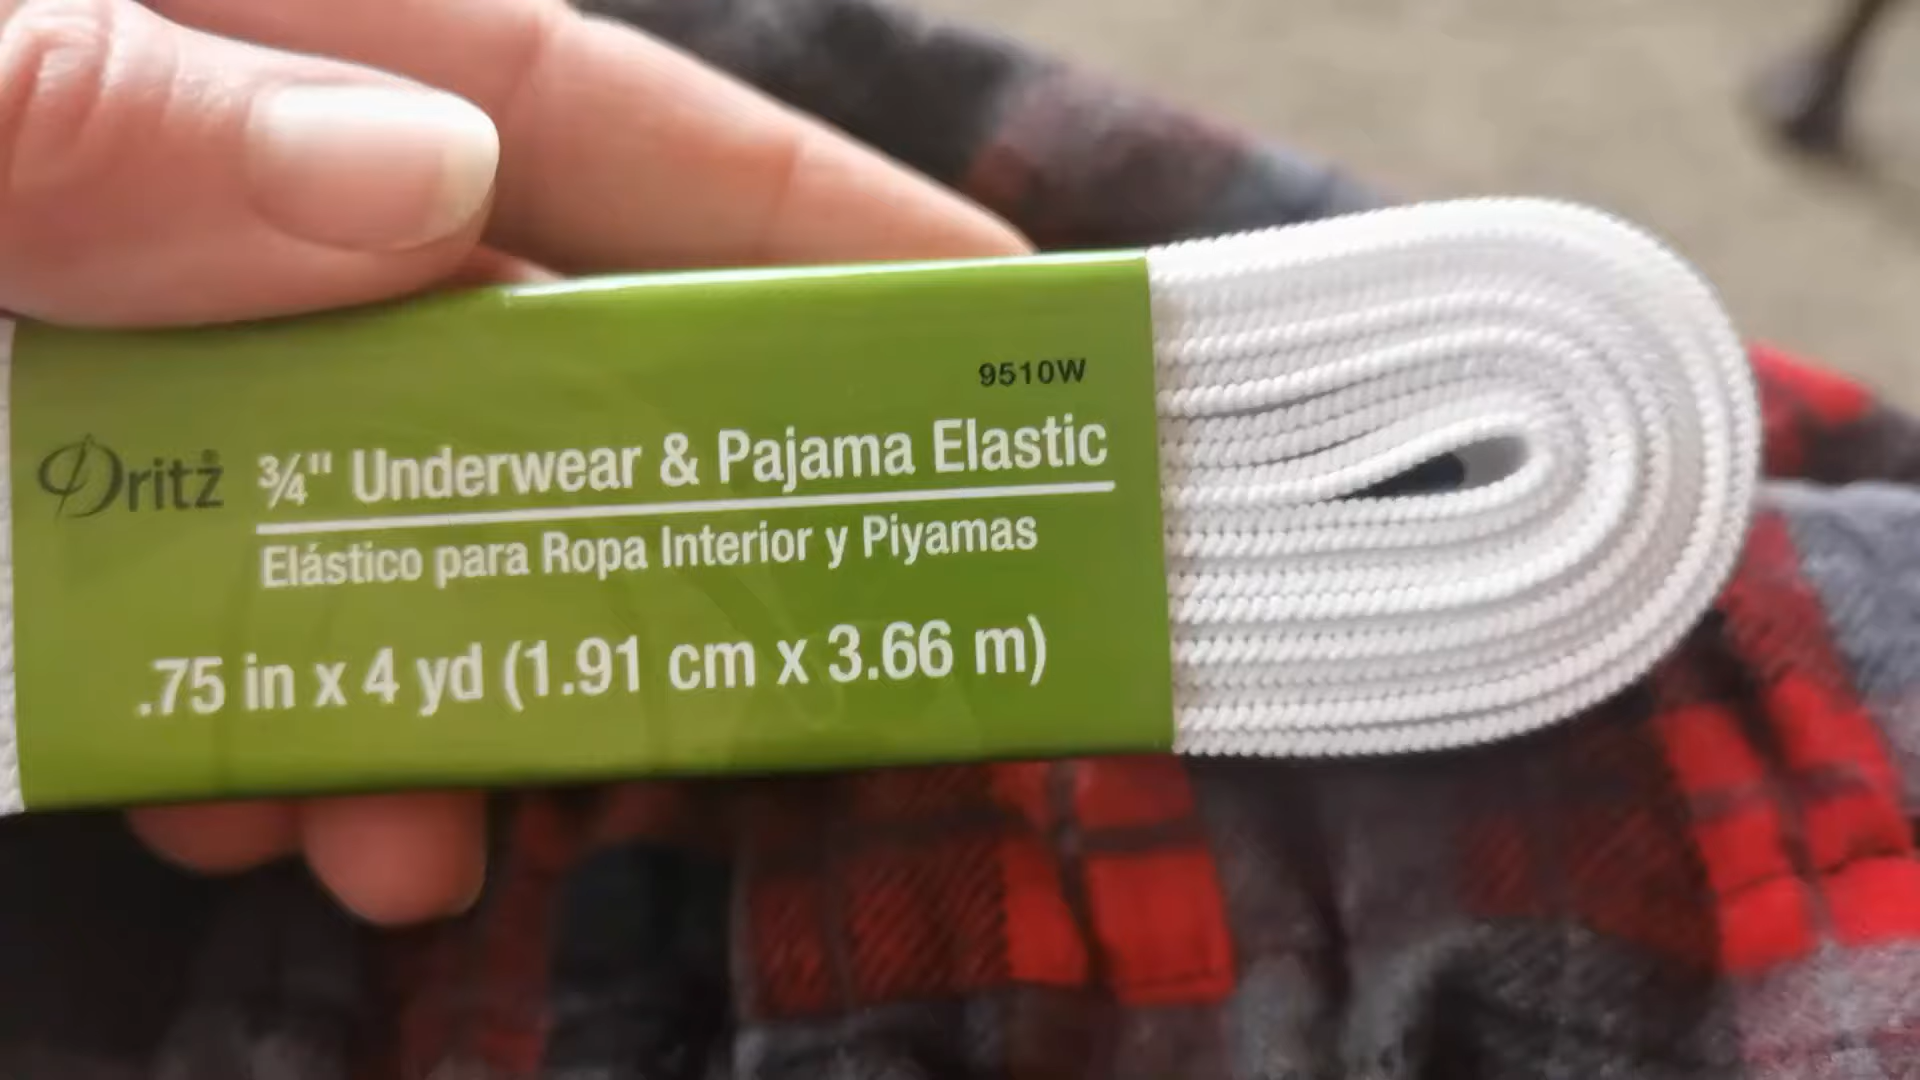 9510W
Dritz® ¾" Underwear & Pajama Elastic
Elástico para Ropa Interior y Piyamas
.75 in x 4 yd (1.91 cm x 3.66 m)